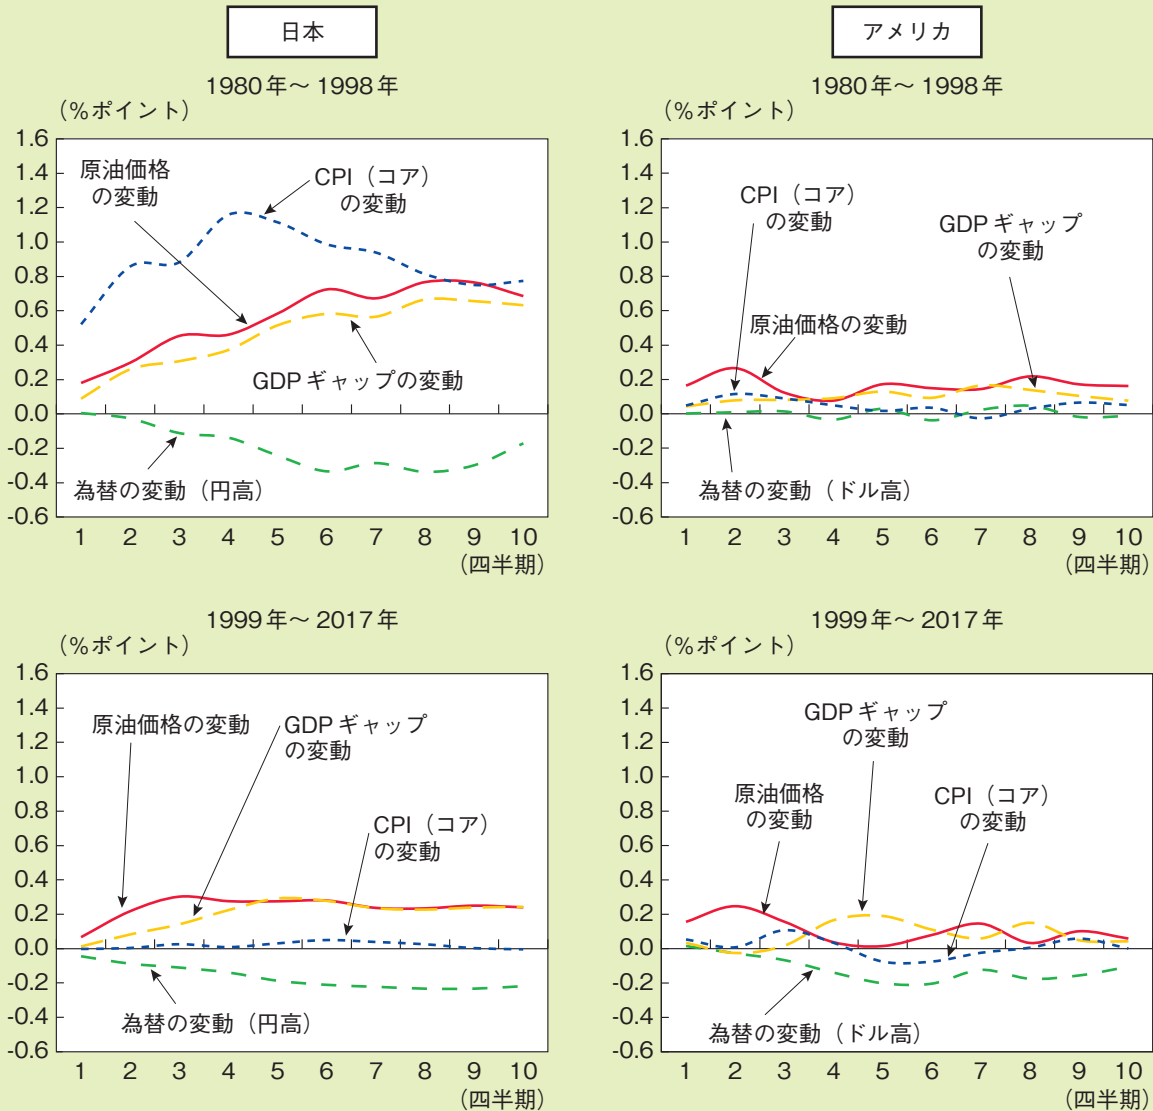 日本
1980年～1998年
(%ポイント)
1.6
1.4
1.2
1.0
0.8
0.6
0.4
0.2
0.0
-0.2
-0.4
-0.6
原油価格
の変動
CPI(コア)
の変動
GDPギャップの変動
為替の変動(円高)
1 2 3 4 5 6 7 8 9 10
(四半期)
アメリカ
1980年～1998年
(%ポイント)
1.6
1.4
1.2
1.0
0.8
0.6
0.4
0.2
0.0
-0.2
-0.4
-0.6
CPI(コア)
の変動
GDPギャップ
の変動
原油価格の変動
為替の変動(ドル高)
1 2 3 4 5 6 7 8 9 10
(四半期)
1999年～2017年
(%ポイント)
1.6
1.4
1.2
1.0
0.8
0.6
0.4
0.2
0.0
-0.2
-0.4
-0.6
原油価格の変動
GDPギャップ
の変動
CPI(コア)
の変動
為替の変動(円高)
1 2 3 4 5 6 7 8 9 10
(四半期)
1999年～2017年
(%ポイント)
1.6
1.4
1.2
1.0
0.8
0.6
0.4
0.2
0.0
-0.2
-0.4
-0.6
GDPギャップ
の変動
原油価格
の変動
CPI(コア)
の変動
為替の変動(ドル高)
1 2 3 4 5 6 7 8 9 10
(四半期)